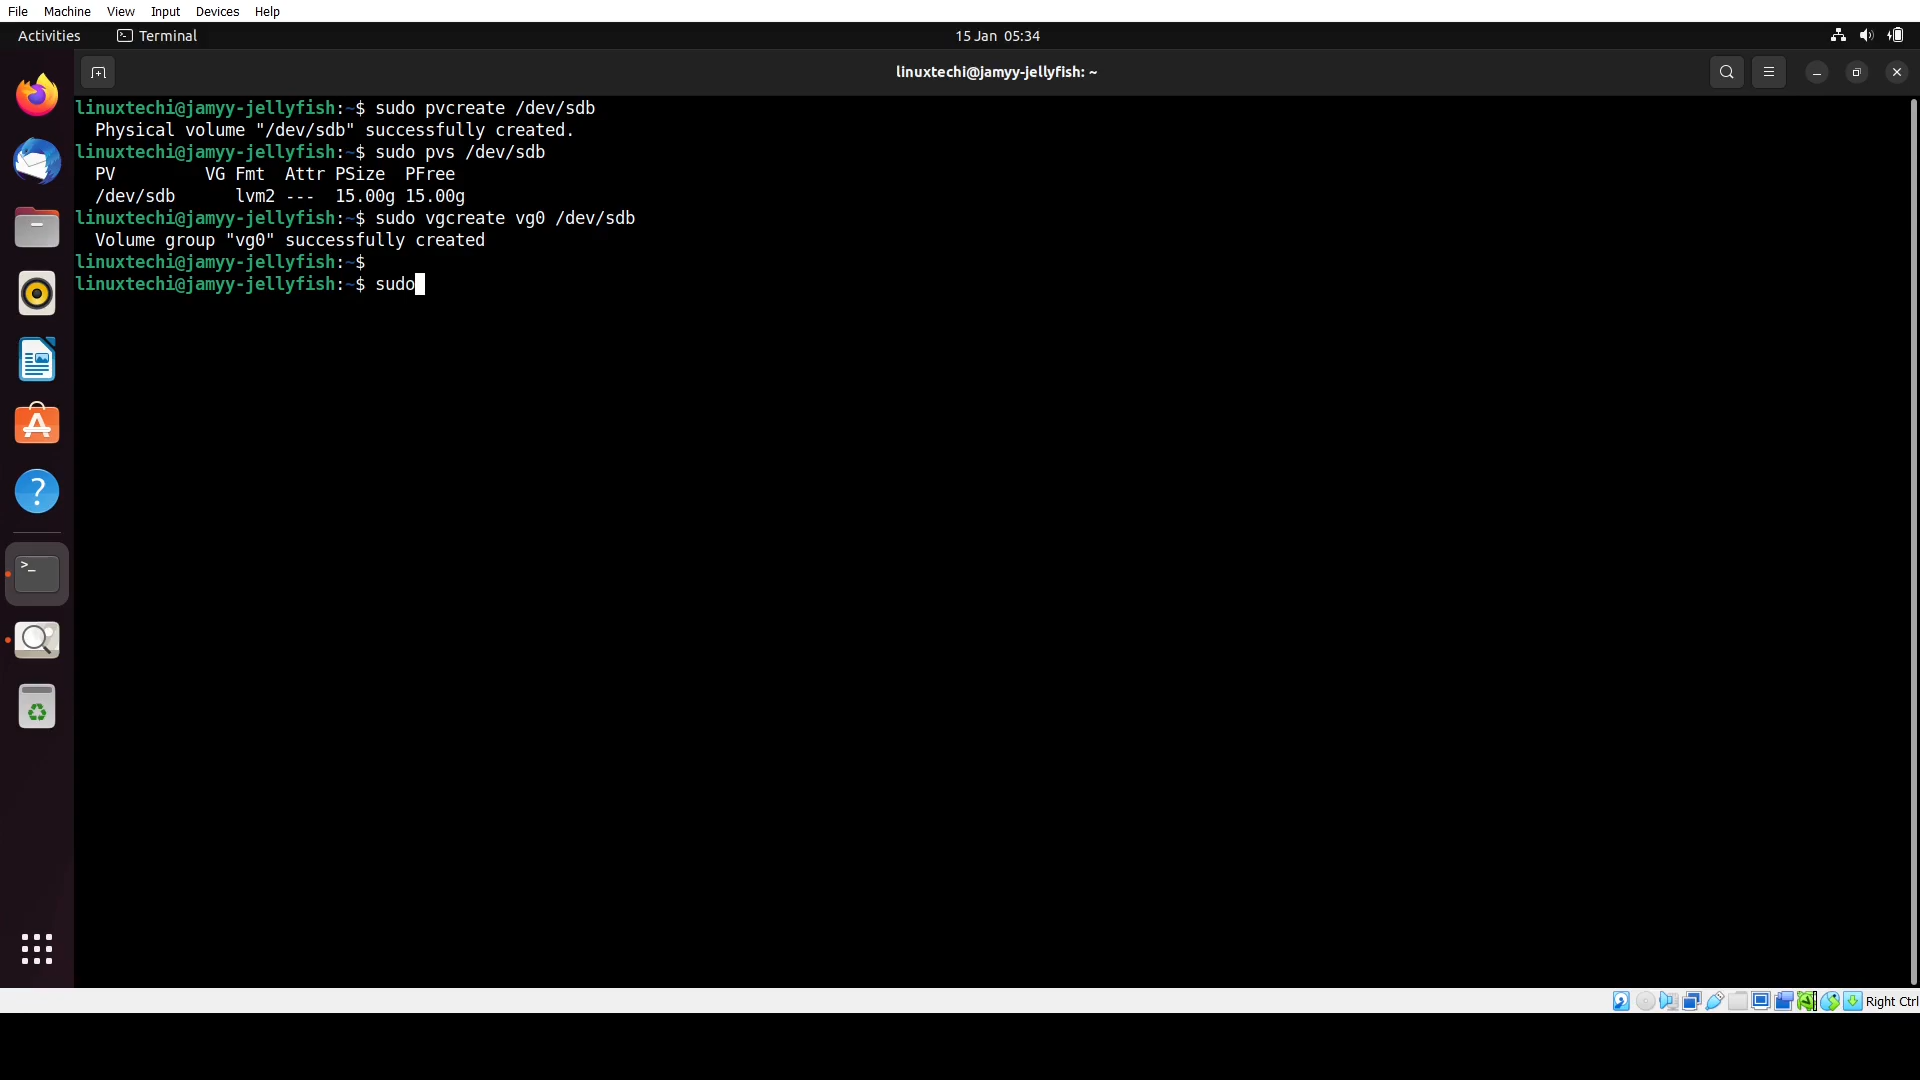 File Machine View Input Devices Help
Activities Terminal 15 Jan 05:34
linuxtechi@jamyy-jellyfish: ~
linuxtechi@jamyy-jellyfish:~$ sudo pvcreate /dev/sdb
  Physical volume "/dev/sdb" successfully created.
linuxtechi@jamyy-jellyfish:~$ sudo pvs /dev/sdb
  PV         VG Fmt  Attr PSize  PFree
  /dev/sdb      lvm2 ---  15.00g 15.00g
linuxtechi@jamyy-jellyfish:~$ sudo vgcreate vg0 /dev/sdb
  Volume group "vg0" successfully created
linuxtechi@jamyy-jellyfish:~$
linuxtechi@jamyy-jellyfish:~$ sudo
Right Ctrl